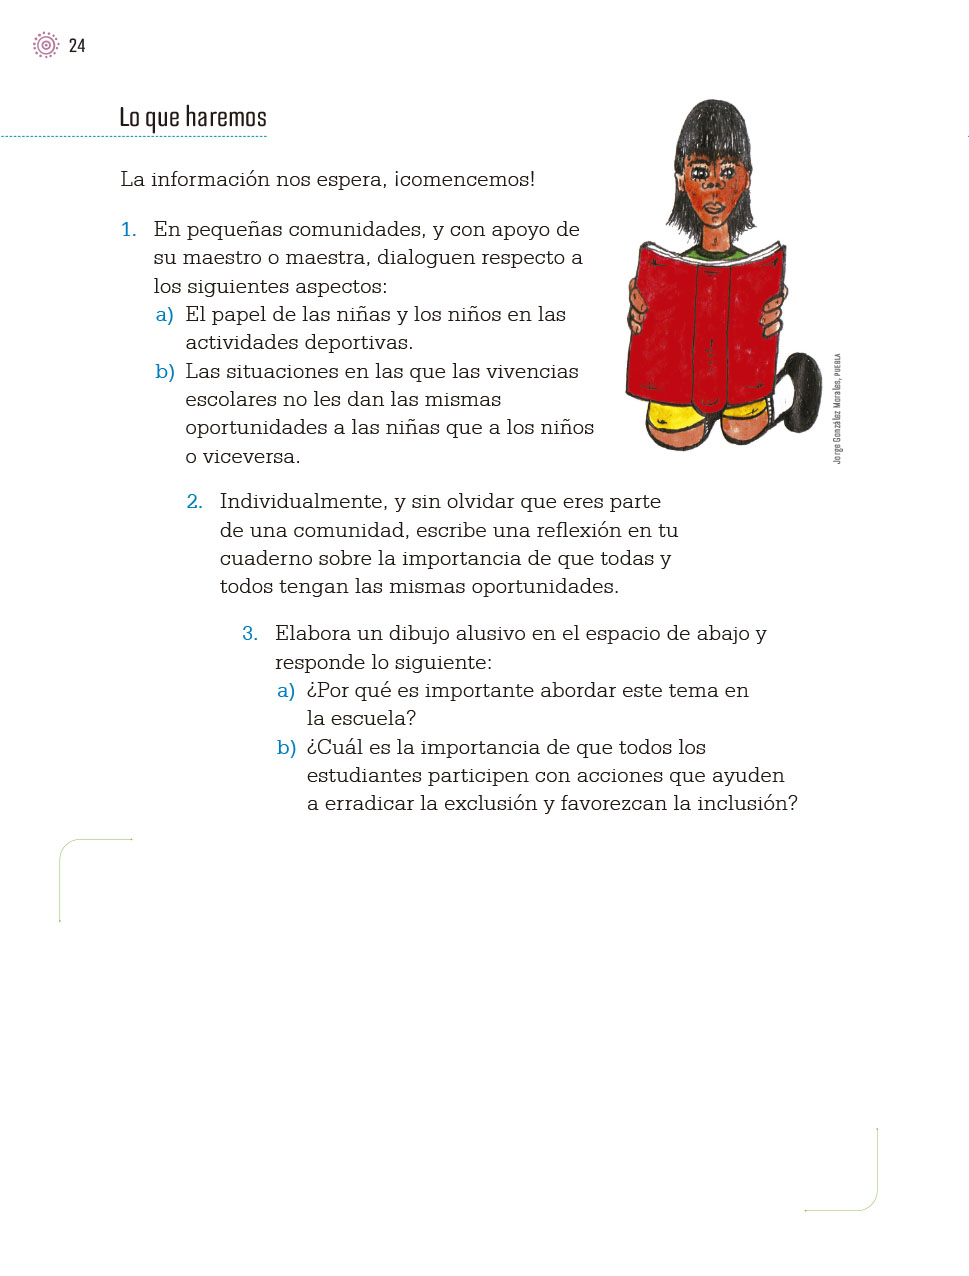 24
Lo que haremos
La información nos espera, ¡comencemos!
1. En pequeñas comunidades, y con apoyo de
su maestro o maestra, dialoguen respecto a
los siguientes aspectos:
a) El papel de las niñas y los niños en las
actividades deportivas.
b) Las situaciones en las que las vivencias
escolares no les dan las mismas
oportunidades a las niñas que a los niños
o viceversa.
Jorge González Morales, PUEBLA
2. Individualmente, y sin olvidar que eres parte
de una comunidad, escribe una reflexión en tu
cuaderno sobre la importancia de que todas y
todos tengan las mismas oportunidades.
3. Elabora un dibujo alusivo en el espacio de abajo y
responde lo siguiente:
a) ¿Por qué es importante abordar este tema en
la escuela?
b) ¿Cuál es la importancia de que todos los
estudiantes participen con acciones que ayuden
a erradicar la exclusión y favorezcan la inclusión?